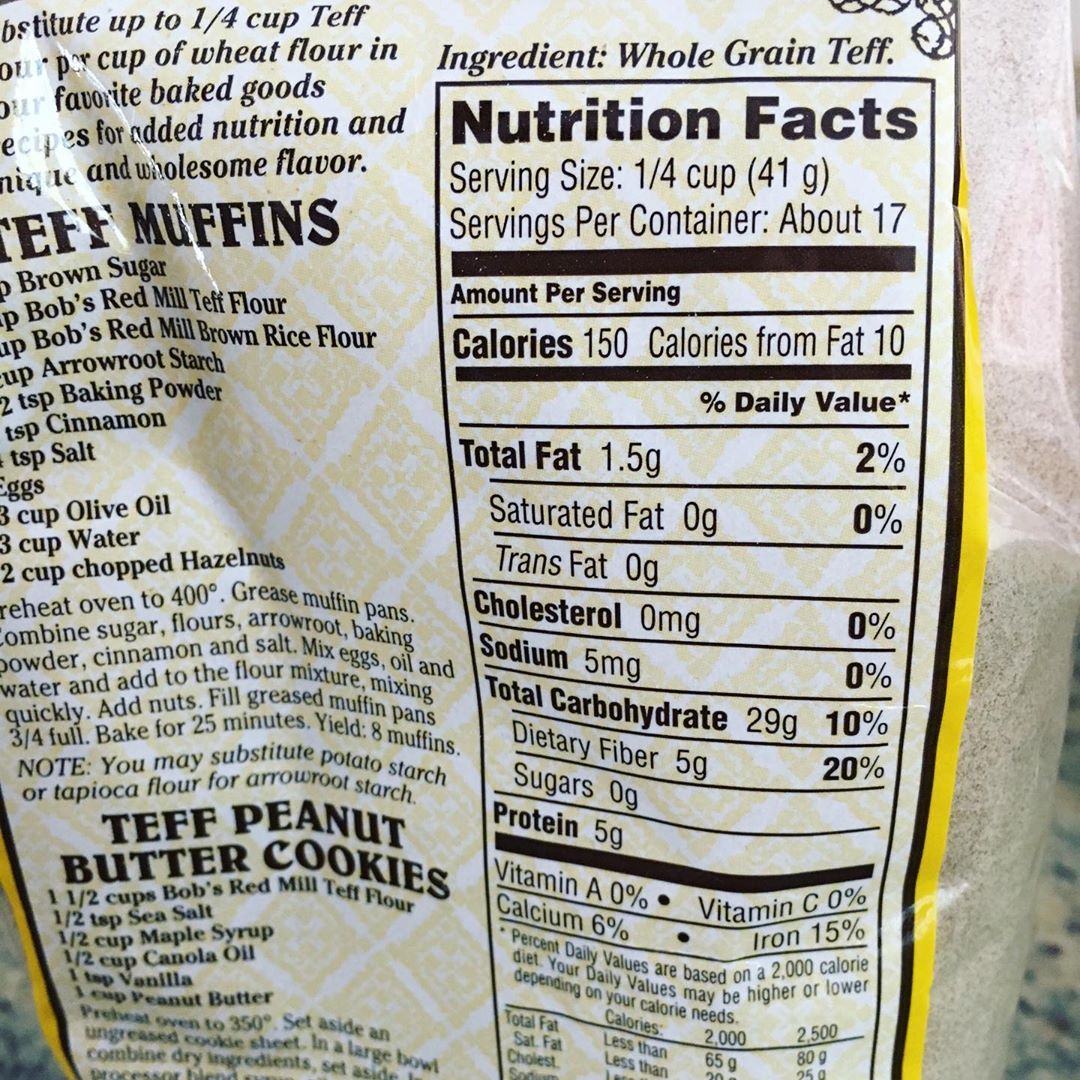 bstitute up to 1/4 cup Teff
our per cup of wheat flour in
our favorite baked goods
ecipes for added nutrition and
nique and wholesome flavor.
TEFF MUFFINS
p Brown Sugar
up Bob's Red Mill Teff Flour
up Bob's Red Mill Brown Rice Flour
cup Arrowroot Starch
2 tsp Baking Powder
tsp Cinnamon
tsp Salt
Eggs
3 cup Olive Oil
3 cup Water
2 cup chopped Hazelnuts
reheat oven to 400°. Grease muffin pans.
Combine sugar, flours, arrowroot, baking
powder, cinnamon and salt. Mix eggs, oil and
water and add to the flour mixture, mixing
quickly. Add nuts. Fill greased muffin pans
3/4 full. Bake for 25 minutes. Yield: 8 muffins.
NOTE: You may substitute potato starch
or tapioca flour for arrowroot starch.
TEFF PEANUT
BUTTER COOKIES
1 1/2 cups Bob's Red Mill Teff Flour
1/2 tsp Sea Salt
1/2 cup Maple Syrup
1/2 cup Canola Oil
1 tsp Vanilla
1 cup Peanut Butter
Preheat oven to 350°. Set aside an
ungreased cookie sheet. In a large bowl
combine dry ingredients, set aside.
processor blend
Ingredient: Whole Grain Teff.
Nutrition Facts
Serving Size: 1/4 cup (41 g)
Servings Per Container: About 17
Amount Per Serving
Calories 150 Calories from Fat 10
% Daily Value*
Total Fat 1.5g 2%
Saturated Fat 0g 0%
Trans Fat 0g
Cholesterol 0mg 0%
Sodium 5mg 0%
Total Carbohydrate 29g 10%
Dietary Fiber 5g 20%
Sugars 0g
Protein 5g
Vitamin A 0% • Vitamin C 0%
Calcium 6% • Iron 15%
* Percent Daily Values are based on a 2,000 calorie
diet. Your Daily Values may be higher or lower
depending on your calorie needs.
Calories: 2,000 2,500
Total Fat Less than 65 g 80 g
Sat. Fat Less than 20 25 g
Cholest.
Sodium